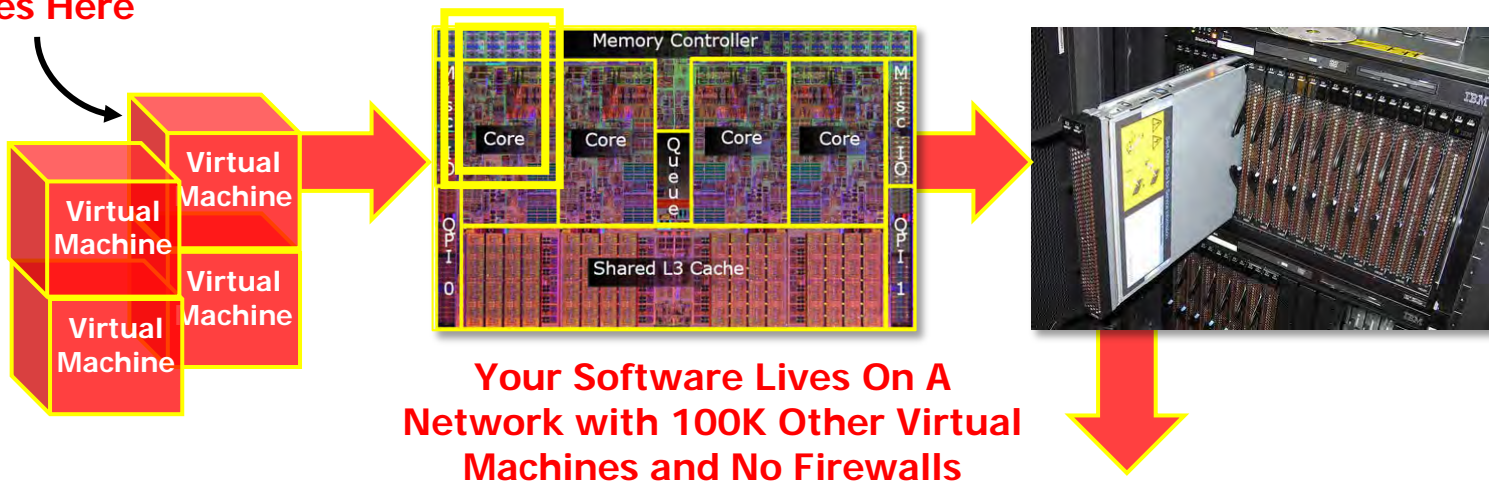 es Here
Virtual
Machine
Virtual
Machine
Virtual
Machine
Virtual
Machine
Memory Controller
Core
Core
Queue
Core
Core
Misc IO
QPI 1
QPI 0
Shared L3 Cache
IBM
IBM
Your Software Lives On A
Network with 100K Other Virtual
Machines and No Firewalls